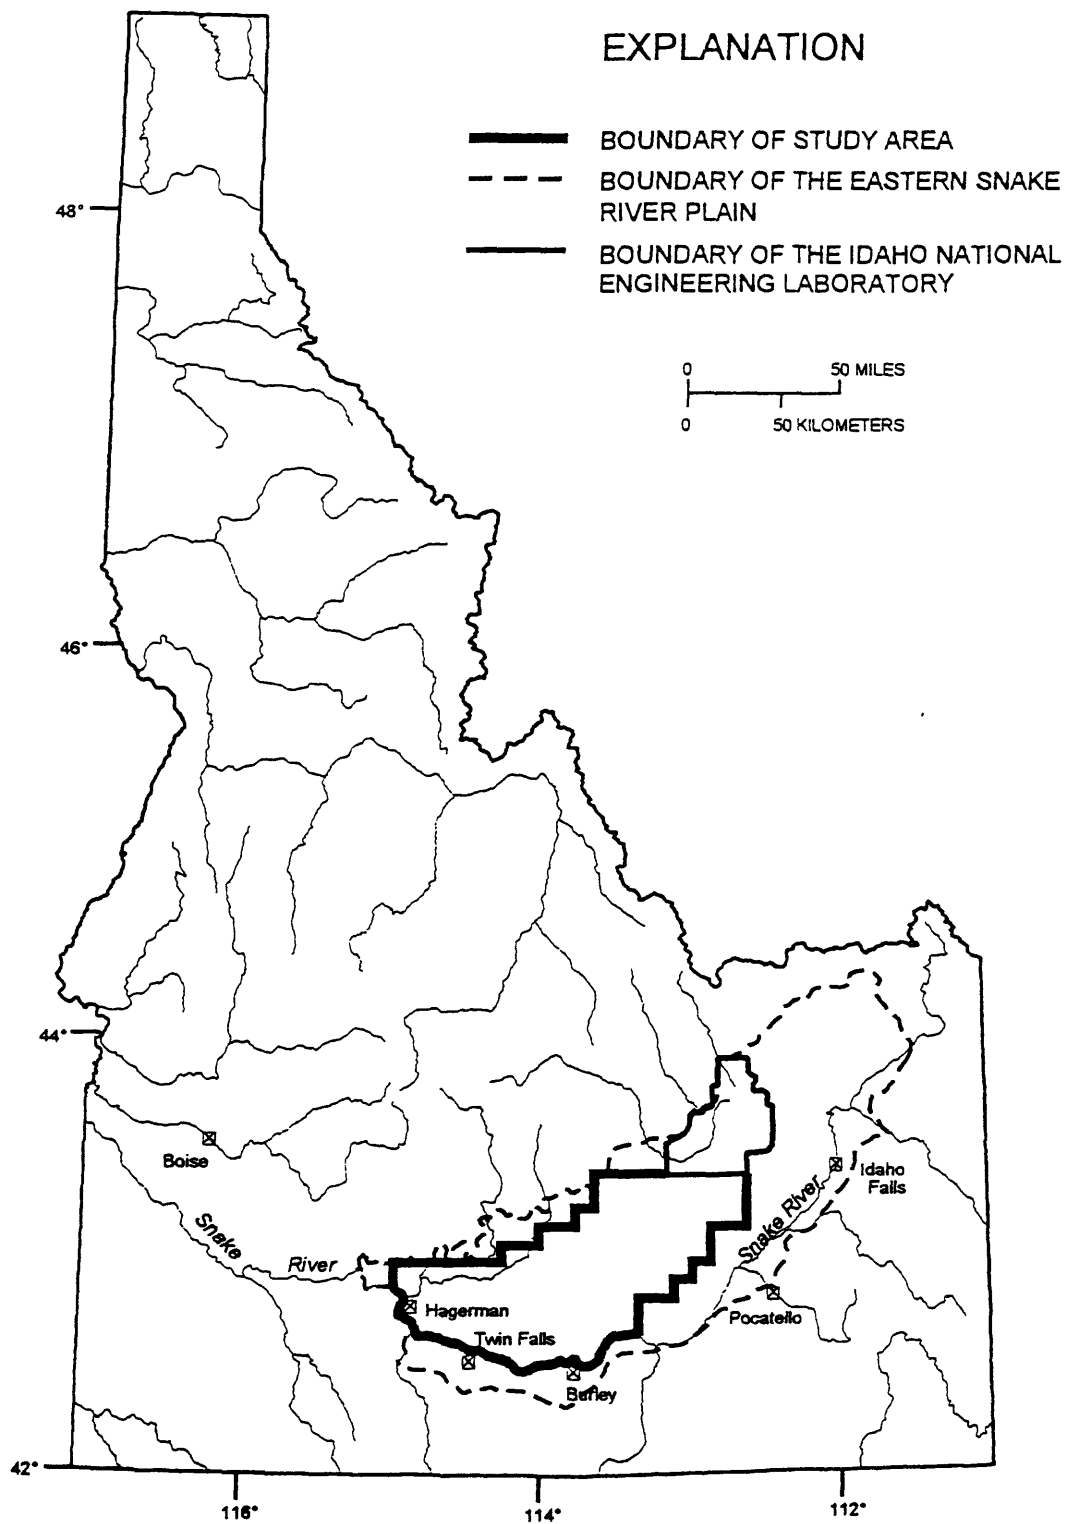 EXPLANATION
BOUNDARY OF STUDY AREA
BOUNDARY OF THE EASTERN SNAKE
RIVER PLAIN
BOUNDARY OF THE IDAHO NATIONAL
ENGINEERING LABORATORY
0 50 MILES
0 50 KILOMETERS
48°
46°
44°
42°
Boise
Snake
River
Hagerman
Twin Falls
Burley
Snake River
Idaho
Falls
Pocatello
116°
114°
112°